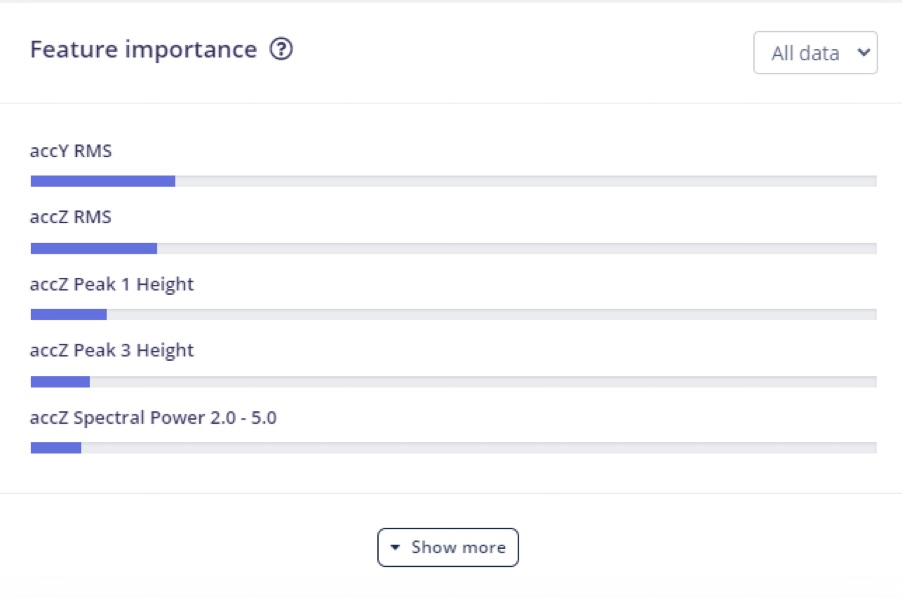 Feature importance ?
All data
accY RMS
accZ RMS
accZ Peak 1 Height
accZ Peak 3 Height
accZ Spectral Power 2.0 - 5.0
Show more